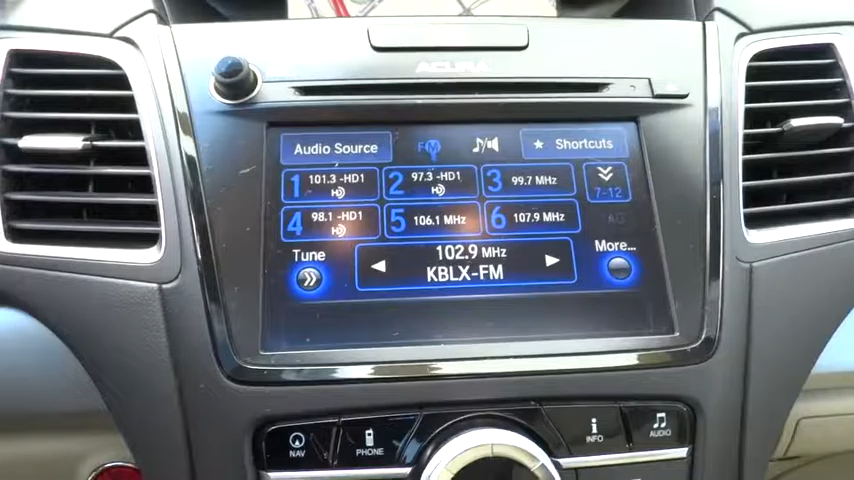 ACURA
Audio Source
FM
★ Shortcuts
1 101.3 -HD1
2 97.3 -HD1
3 99.7 MHz
7-12
4 98.1 -HD1
5 106.1 MHz
6 107.9 MHz
Tune
102.9 MHz
KBLX-FM
More...
NAV
PHONE
i
INFO
AUDIO